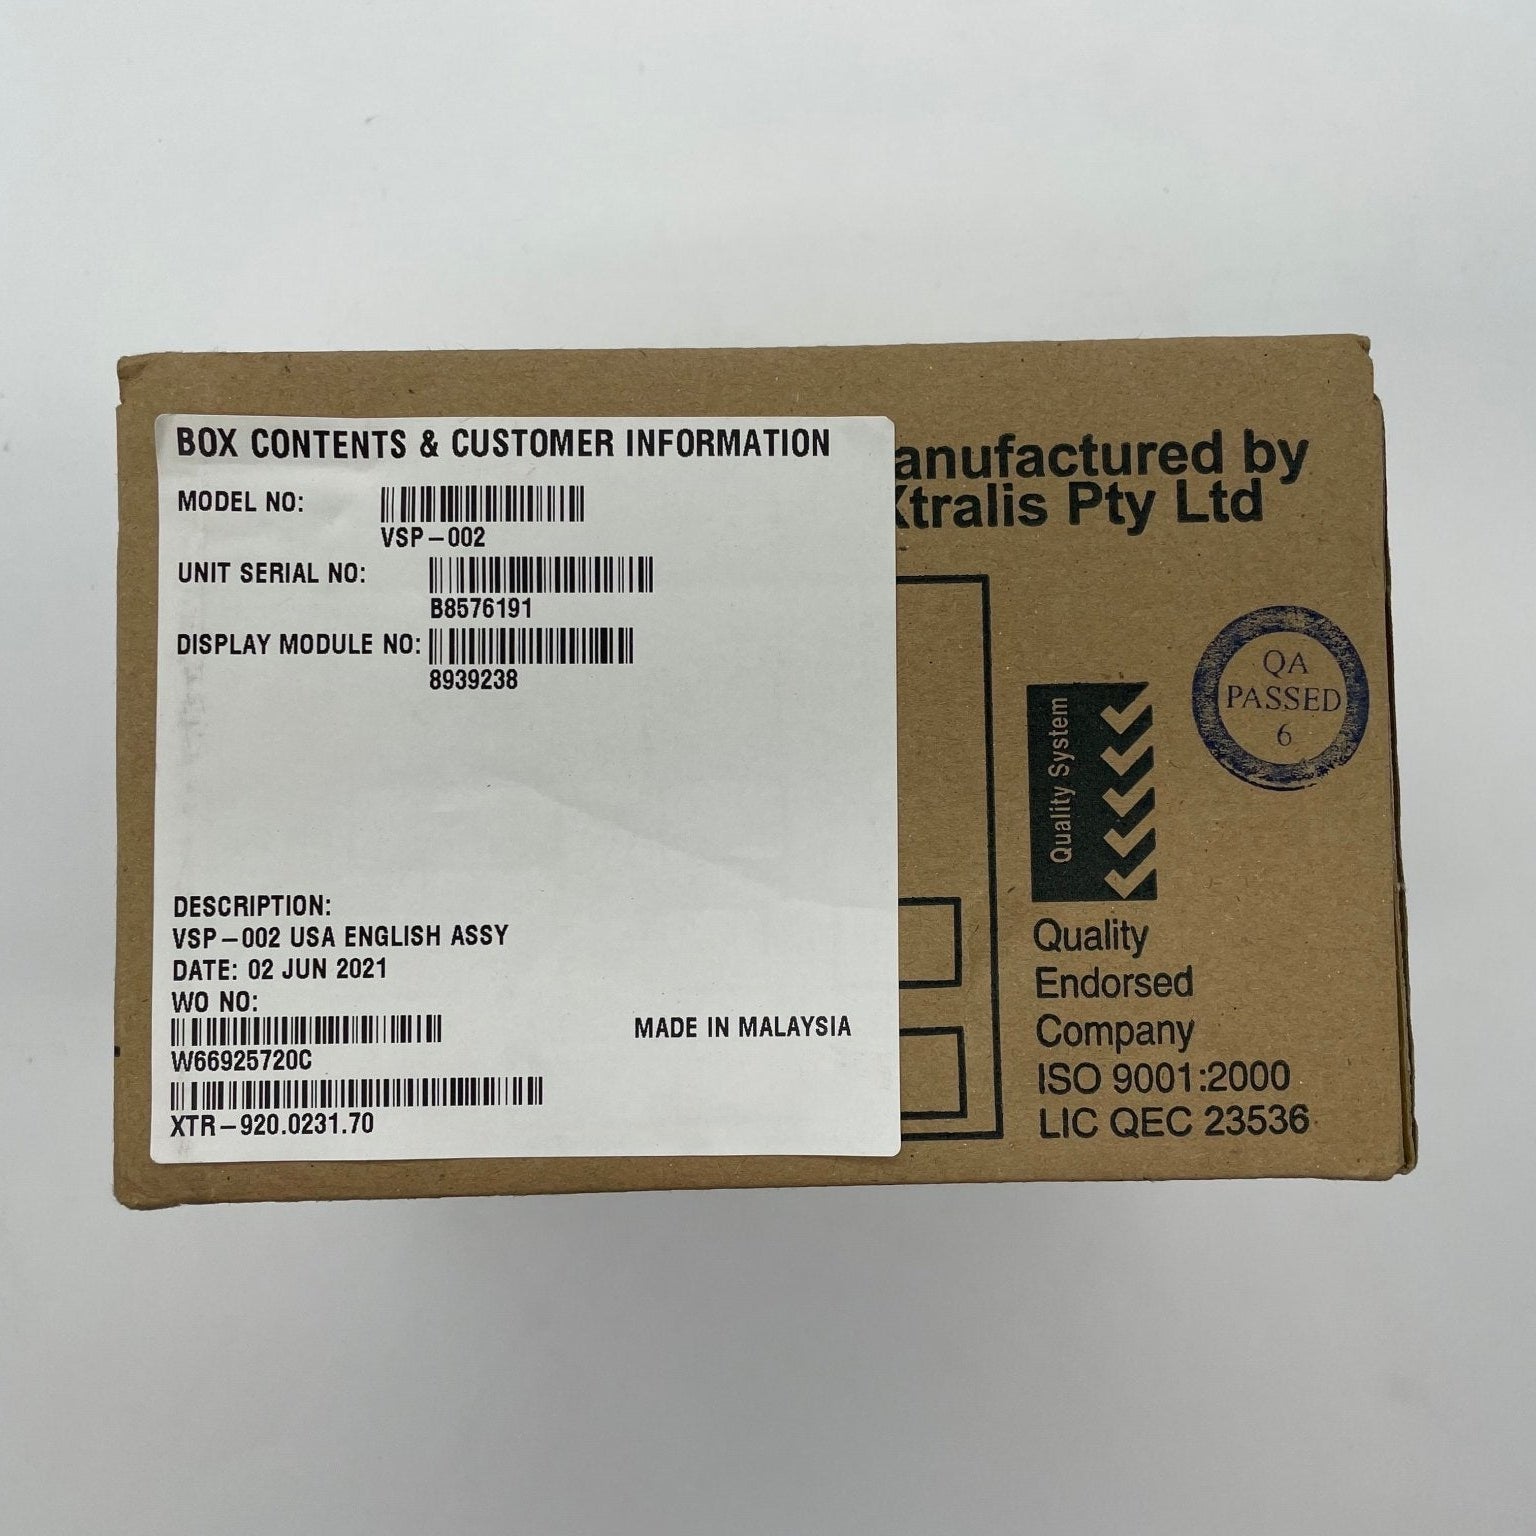 BOX CONTENTS & CUSTOMER INFORMATION
MODEL NO:
VSP-002
UNIT SERIAL NO:
B8576191
DISPLAY MODULE NO:
8939238
DESCRIPTION:
VSP-002 USA ENGLISH ASSY
DATE: 02 JUN 2021
WO NO:
W66925720C
MADE IN MALAYSIA
XTR-920.0231.70
anufactured by
Xtralis Pty Ltd
QA
PASSED
6
Quality System
Quality
Endorsed
Company
ISO 9001:2000
LIC QEC 23536